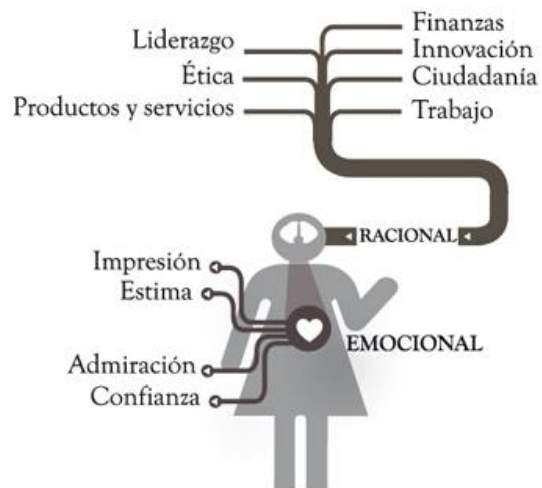 Liderazgo
Ética
Productos y servicios
Finanzas
Innovación
Ciudadanía
Trabajo
RACIONAL
Impresión
Estima
EMOCIONAL
Admiración
Confianza